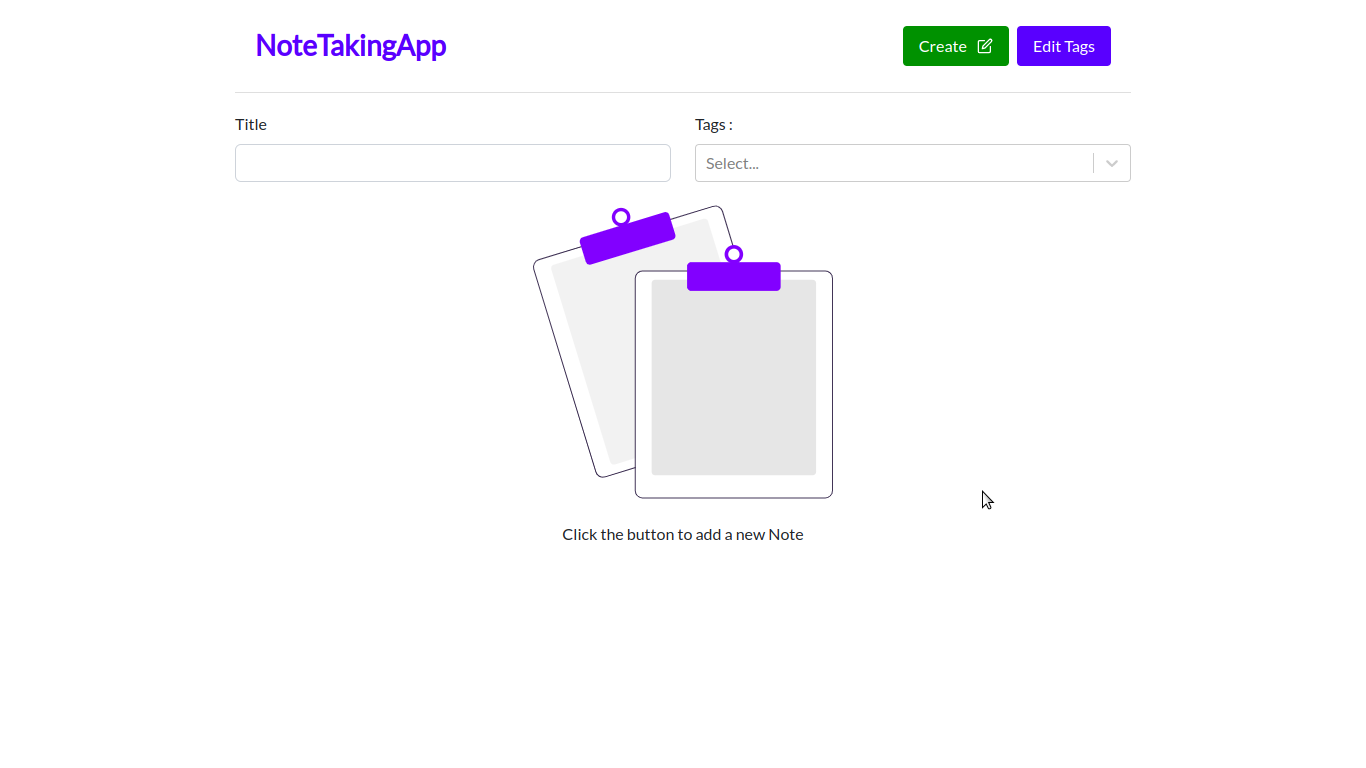 NoteTakingApp
Create
Edit Tags
Title
Tags :
Select...
Click the button to add a new Note